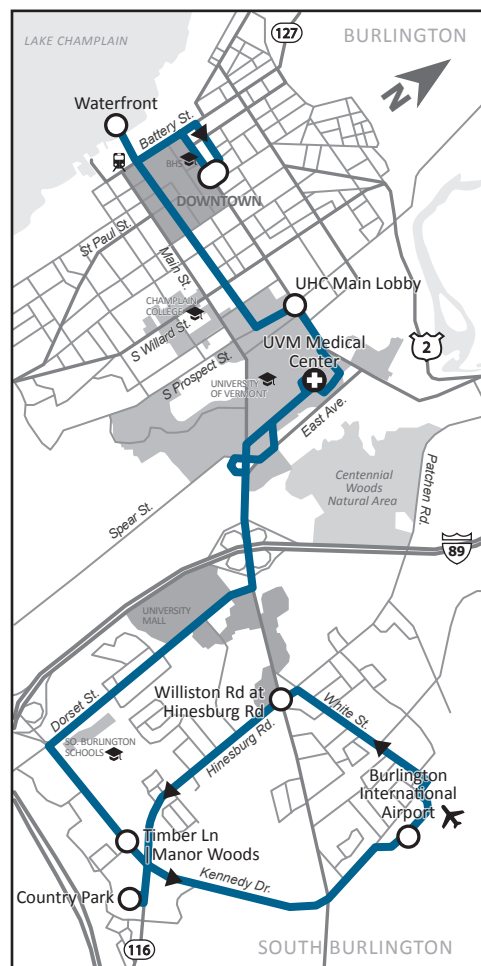 LAKE CHAMPLAIN
127
BURLINGTON
N
Waterfront
Battery St.
BHS
DOWNTOWN
St Paul St.
Main St.
UHC Main Lobby
CHAMPLAIN
COLLEGE
S Willard St.
2
UVM Medical
Center
S Prospect St.
UNIVERSITY
OF VERMONT
East Ave.
Centennial
Woods
Natural Area
Patchen Rd.
Spear St.
89
UNIVERSITY
MALL
Dorset St.
Williston Rd at
Hinesburg Rd
White St.
Hinesburg Rd.
SO. BURLINGTON
SCHOOLS
Burlington
International
Airport
Timber Ln
|Manor Woods
Kennedy Dr.
Country Park
116
SOUTH BURLINGTON